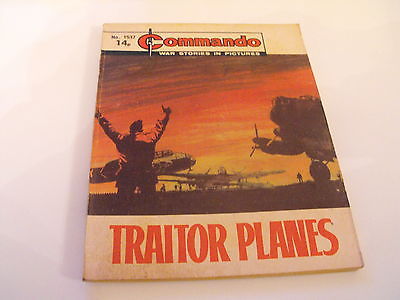 No. 1517
14p
Commando
WAR STORIES IN PICTURES
TRAITOR PLANES